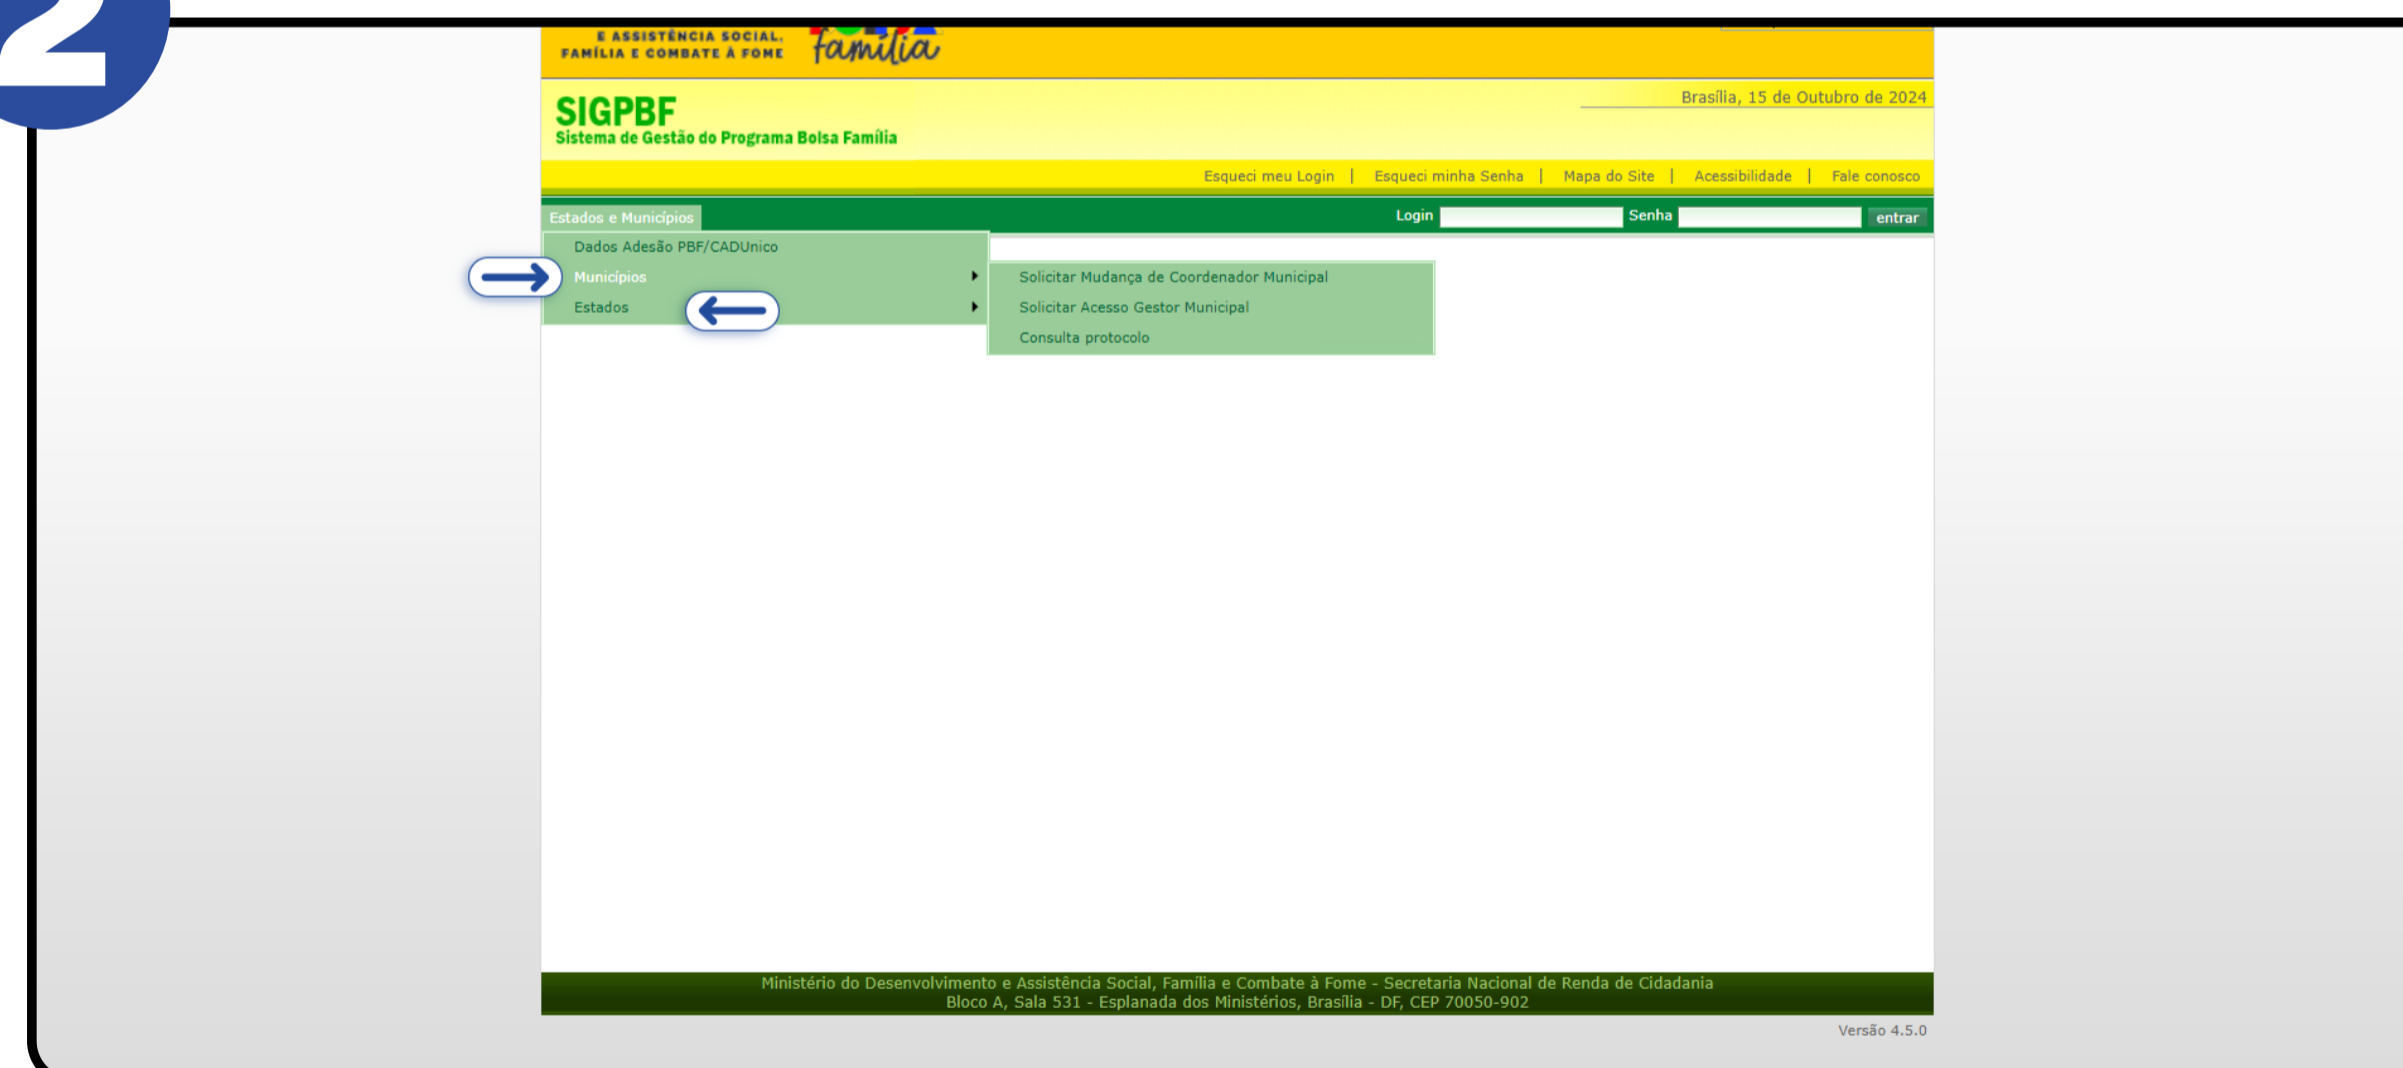 2
E ASSISTÊNCIA SOCIAL,
FAMÍLIA E COMBATE À FOME
família
SIGPBF
Sistema de Gestão do Programa Bolsa Família
Brasília, 15 de Outubro de 2024
Esqueci meu Login | Esqueci minha Senha | Mapa do Site | Acessibilidade | Fale conosco
Estados e Municípios
Login
Senha
entrar
Dados Adesão PBF/CADUnico
Municípios
Estados
Solicitar Mudança de Coordenador Municipal
Solicitar Acesso Gestor Municipal
Consulta protocolo
Ministério do Desenvolvimento e Assistência Social, Família e Combate à Fome - Secretaria Nacional de Renda de Cidadania
Bloco A, Sala 531 - Esplanada dos Ministérios, Brasília - DF, CEP 70050-902
Versão 4.5.0